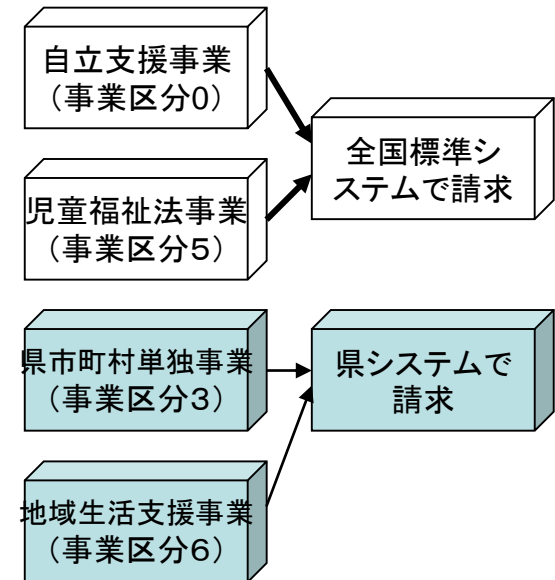 自立支援事業
（事業区分0）
全国標準シ
ステムで請求
児童福祉法事業
（事業区分5）
県市町村単独事業
（事業区分3）
県システムで
請求
地域生活支援事業
（事業区分6）